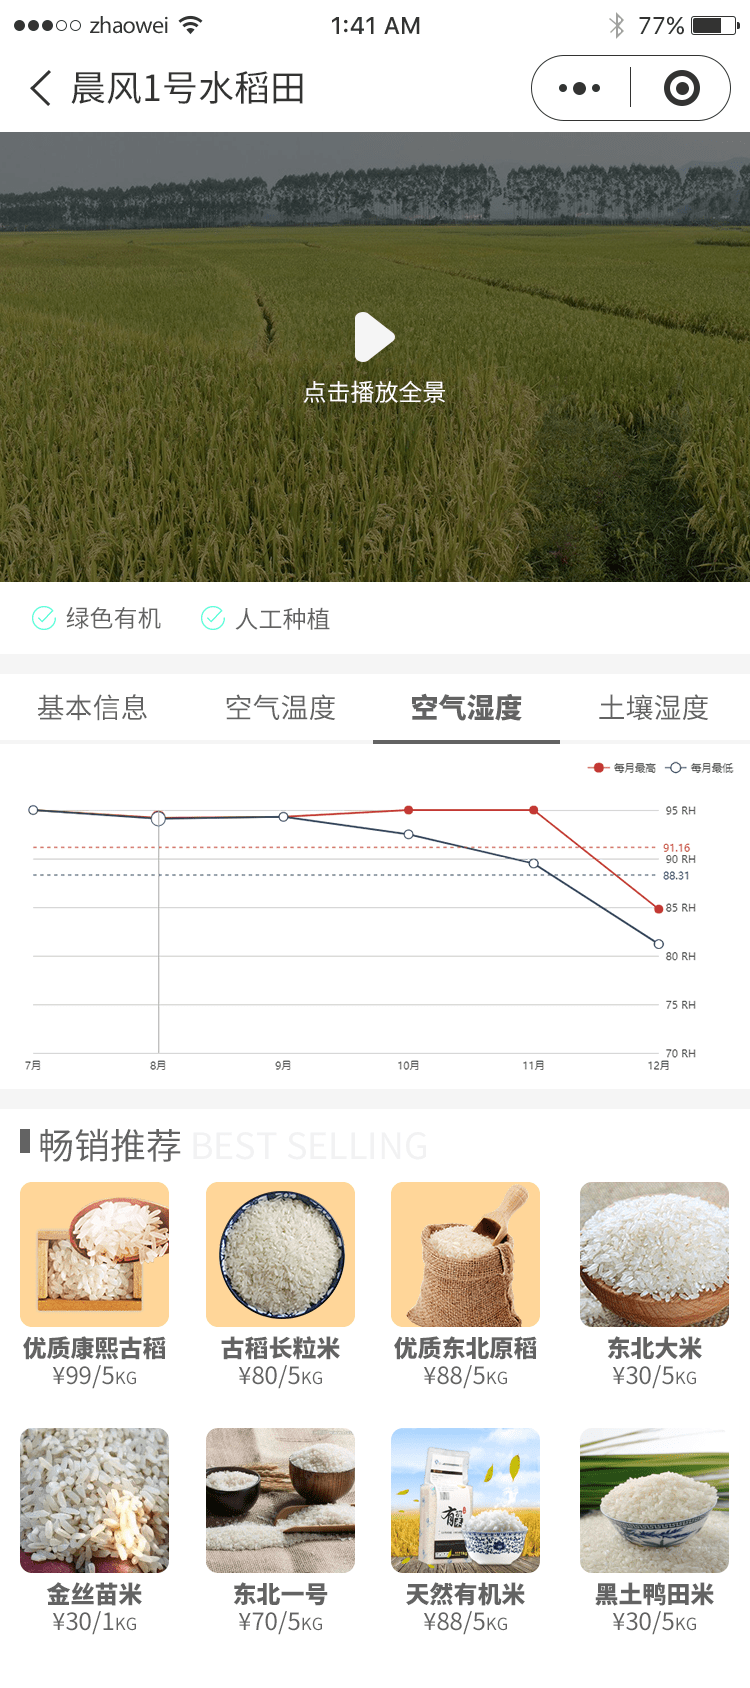 zhaowei 1:41 AM 77%
晨风1号水稻田
点击播放全景
绿色有机 人工种植
基本信息 空气温度 空气湿度 土壤湿度
每月最高 每月最低
95 RH
91.16
90 RH
88.31
85 RH
80 RH
75 RH
70 RH
7月 8月 9月 10月 11月 12月
畅销推荐 BEST SELLING
优质康熙古稻 古稻长粒米 优质东北原稻 东北大米
¥99/5KG ¥80/5KG ¥88/5KG ¥30/5KG
金丝苗米 东北一号 天然有机米 黑土鸭田米
¥30/1KG ¥70/5KG ¥88/5KG ¥30/5KG